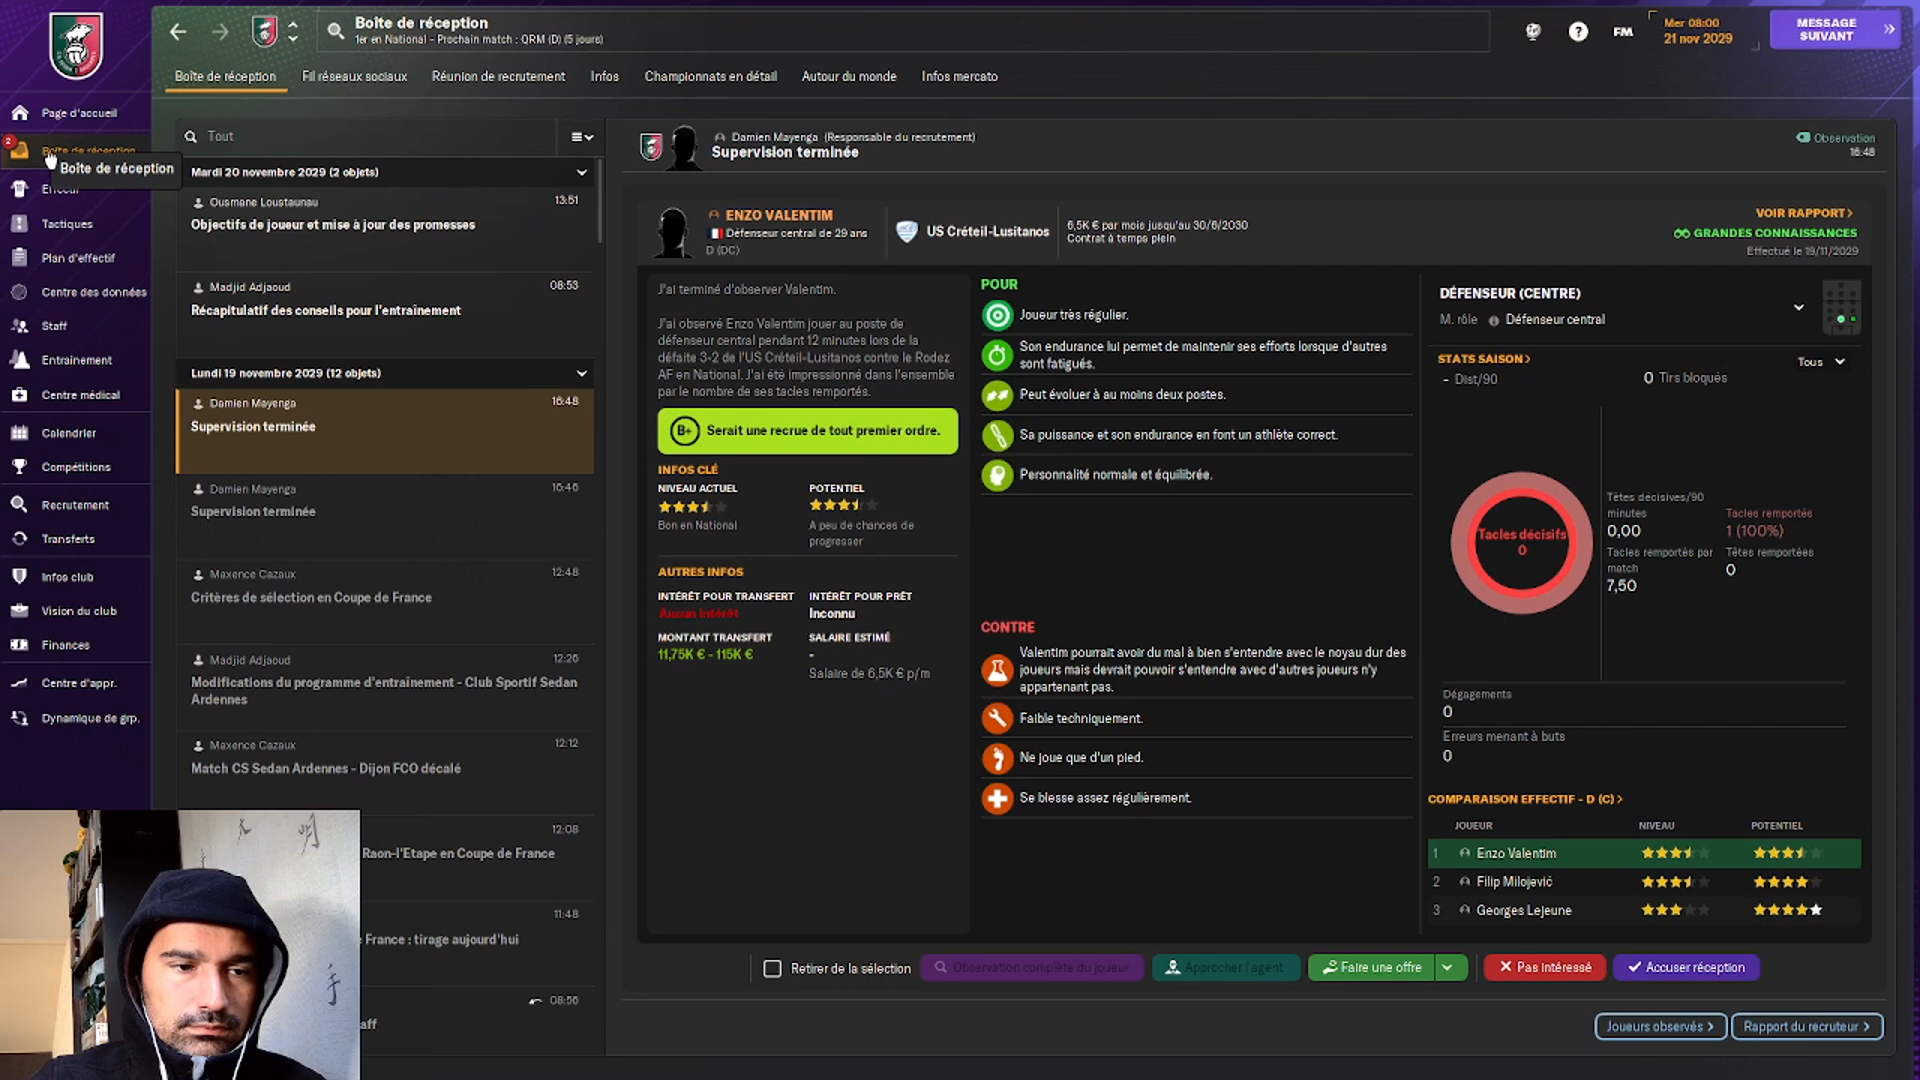 Boîte de réception
1er en National - Prochain match : QRM (D) (5 jours)
FM
Mer 08:00
21 nov 2029
MESSAGE
SUIVANT
Boîte de réception
Fil réseaux sociaux
Réunion de recrutement
Infos
Championnats en détail
Autour du monde
Infos mercato
Page d'accueil
2
Boîte de réception
Boîte de réception
Effectif
Tactiques
Plan d'effectif
Centre des données
Staff
Entraînement
Centre médical
Calendrier
Compétitions
Recrutement
Transferts
Infos club
Vision du club
Finances
Centre d'appr.
Dynamique de grp.
Tout
Mardi 20 novembre 2029 (2 objets)
Ousmane Loustaunau
13:51
Objectifs de joueur et mise à jour des promesses
Madjid Adjaoud
08:53
Récapitulatif des conseils pour l'entraînement
Lundi 19 novembre 2029 (12 objets)
Damien Mayenga
16:48
Supervision terminée
Damien Mayenga
16:46
Supervision terminée
Maxence Cazaux
12:48
Critères de sélection en Coupe de France
Madjid Adjaoud
12:26
Modifications du programme d'entraînement - Club Sportif Sedan
Ardennes
Maxence Cazaux
12:12
Match CS Sedan Ardennes - Dijon FCO décalé
12:08
Raon-l'Etape en Coupe de France
11:48
France : tirage aujourd'hui
08:56
aff
Damien Mayenga (Responsable du recrutement)
Supervision terminée
Observation
16:48
ENZO VALENTIM
Défenseur central de 29 ans
D (DC)
US Créteil-Lusitanos
6,5K € par mois jusqu'au 30/6/2030
Contrat à temps plein
VOIR RAPPORT >
GRANDES CONNAISSANCES
Effectué le 19/11/2029
J'ai terminé d'observer Valentim.
J'ai observé Enzo Valentim jouer au poste de
défenseur central pendant 12 minutes lors de la
défaite 3-2 de l'US Créteil-Lusitanos contre le Rodez
AF en National. J'ai été impressionné dans l'ensemble
par le nombre de ses tacles remportés.
B+ Serait une recrue de tout premier ordre.
INFOS CLÉ
NIVEAU ACTUEL
POTENTIEL
Bon en National
A peu de chances de
progresser
AUTRES INFOS
INTÉRÊT POUR TRANSFERT
INTÉRÊT POUR PRÊT
Aucun intérêt
Inconnu
MONTANT TRANSFERT
SALAIRE ESTIMÉ
11,75K € - 115K €
-
Salaire de 6,5K € p/m
POUR
Joueur très régulier.
Son endurance lui permet de maintenir ses efforts lorsque d'autres
sont fatigués.
Peut évoluer à au moins deux postes.
Sa puissance et son endurance en font un athlète correct.
Personnalité normale et équilibrée.
CONTRE
Valentim pourrait avoir du mal à bien s'entendre avec le noyau dur des
joueurs mais devrait pouvoir s'entendre avec d'autres joueurs n'y
appartenant pas.
Faible techniquement.
Ne joue que d'un pied.
Se blesse assez régulièrement.
DÉFENSEUR (CENTRE)
M. rôle Défenseur central
STATS SAISON >
Tous
- Dist/90
0 Tirs bloqués
Tacles décisifs
0
Têtes décisives/90
minutes
0,00
Tacles remportés
1 (100%)
Tacles remportés par
match
7,50
Têtes remportées
0
Dégagements
0
Erreurs menant à buts
0
COMPARAISON EFFECTIF - D (C) >
JOUEUR
NIVEAU
POTENTIEL
1 Enzo Valentim
2 Filip Milojević
3 Georges Lejeune
Retirer de la sélection
Observation complète du joueur
Approcher l'agent
Faire une offre
Pas intéressé
Accuser réception
Joueurs observés >
Rapport du recruteur >